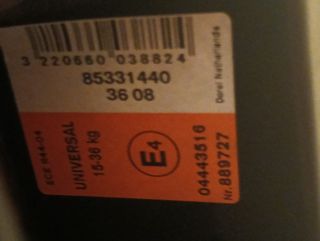 3 220660 038824
85331440
36 08
Dorel Netherlands
ECE R44-04
UNIVERSAL
15-36 kg
E4
04443516
Nr.889727